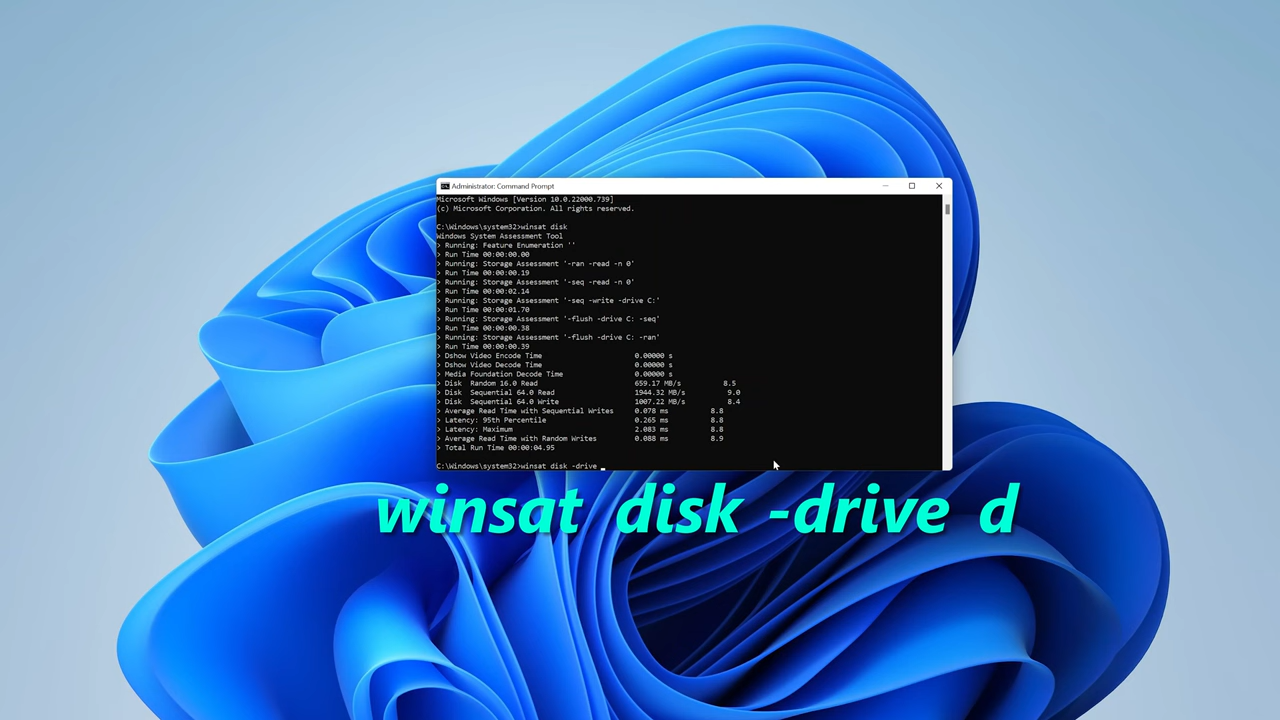 Administrator: Command Prompt
Microsoft Windows [Version 10.0.22000.739]
(c) Microsoft Corporation. All rights reserved.
C:\Windows\system32>winsat disk
Windows System Assessment Tool
> Running: Feature Enumeration ''
> Run Time 00:00:00.00
> Running: Storage Assessment '-ran -read -n 0'
> Run Time 00:00:00.19
> Running: Storage Assessment '-seq -read -n 0'
> Run Time 00:00:02.14
> Running: Storage Assessment '-seq -write -drive C:'
> Run Time 00:00:01.70
> Running: Storage Assessment '-flush -drive C: -seq'
> Run Time 00:00:00.38
> Running: Storage Assessment '-flush -drive C: -ran'
> Run Time 00:00:00.39
> Dshow Video Encode Time 0.00000 s
> Dshow Video Decode Time 0.00000 s
> Media Foundation Decode Time 0.00000 s
> Disk Random 16.0 Read 659.17 MB/s 8.5
> Disk Sequential 64.0 Read 1944.32 MB/s 9.0
> Disk Sequential 64.0 Write 1007.22 MB/s 8.4
> Average Read Time with Sequential Writes 0.078 ms 8.8
> Latency: 95th Percentile 0.265 ms 8.8
> Latency: Maximum 2.083 ms 8.8
> Average Read Time with Random Writes 0.088 ms 8.9
> Total Run Time 00:00:04.95
C:\Windows\system32>winsat disk -drive _
winsat disk -drive d